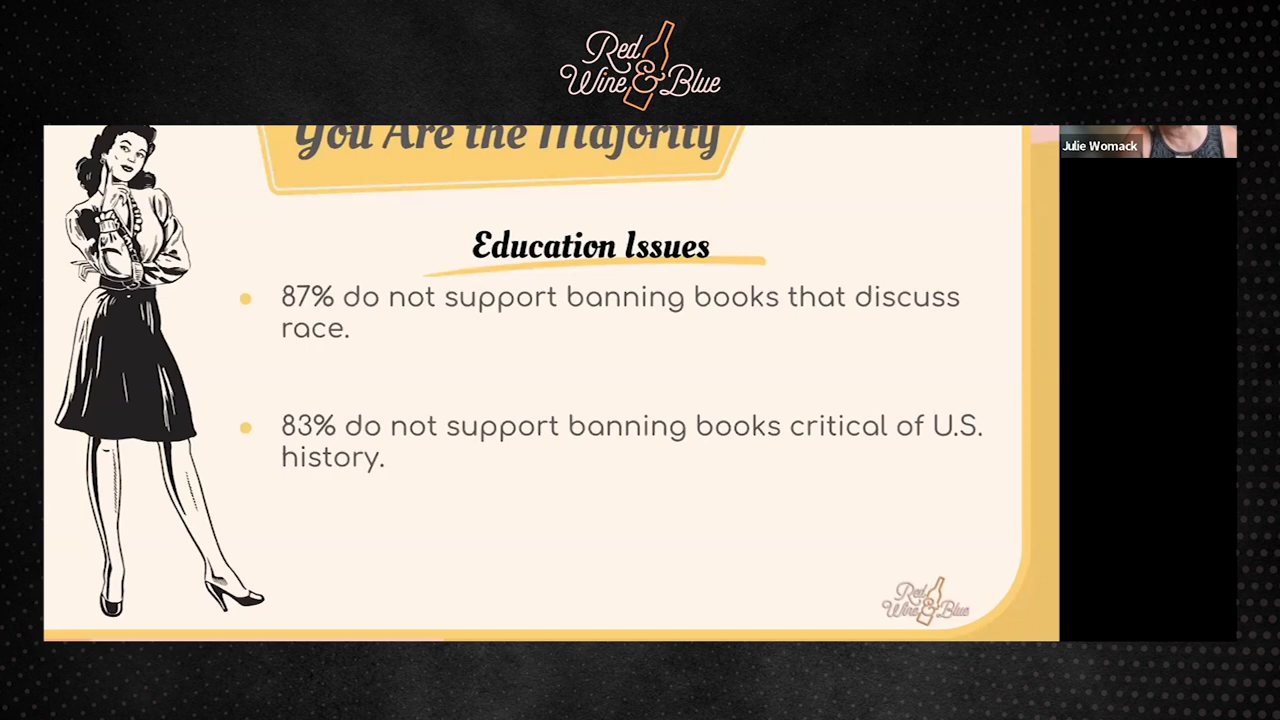 Red
Wine & Blue
You Are the Majority
Julie Womack
Education Issues
87% do not support banning books that discuss
race.
83% do not support banning books critical of U.S.
history.
Red
Wine & Blue